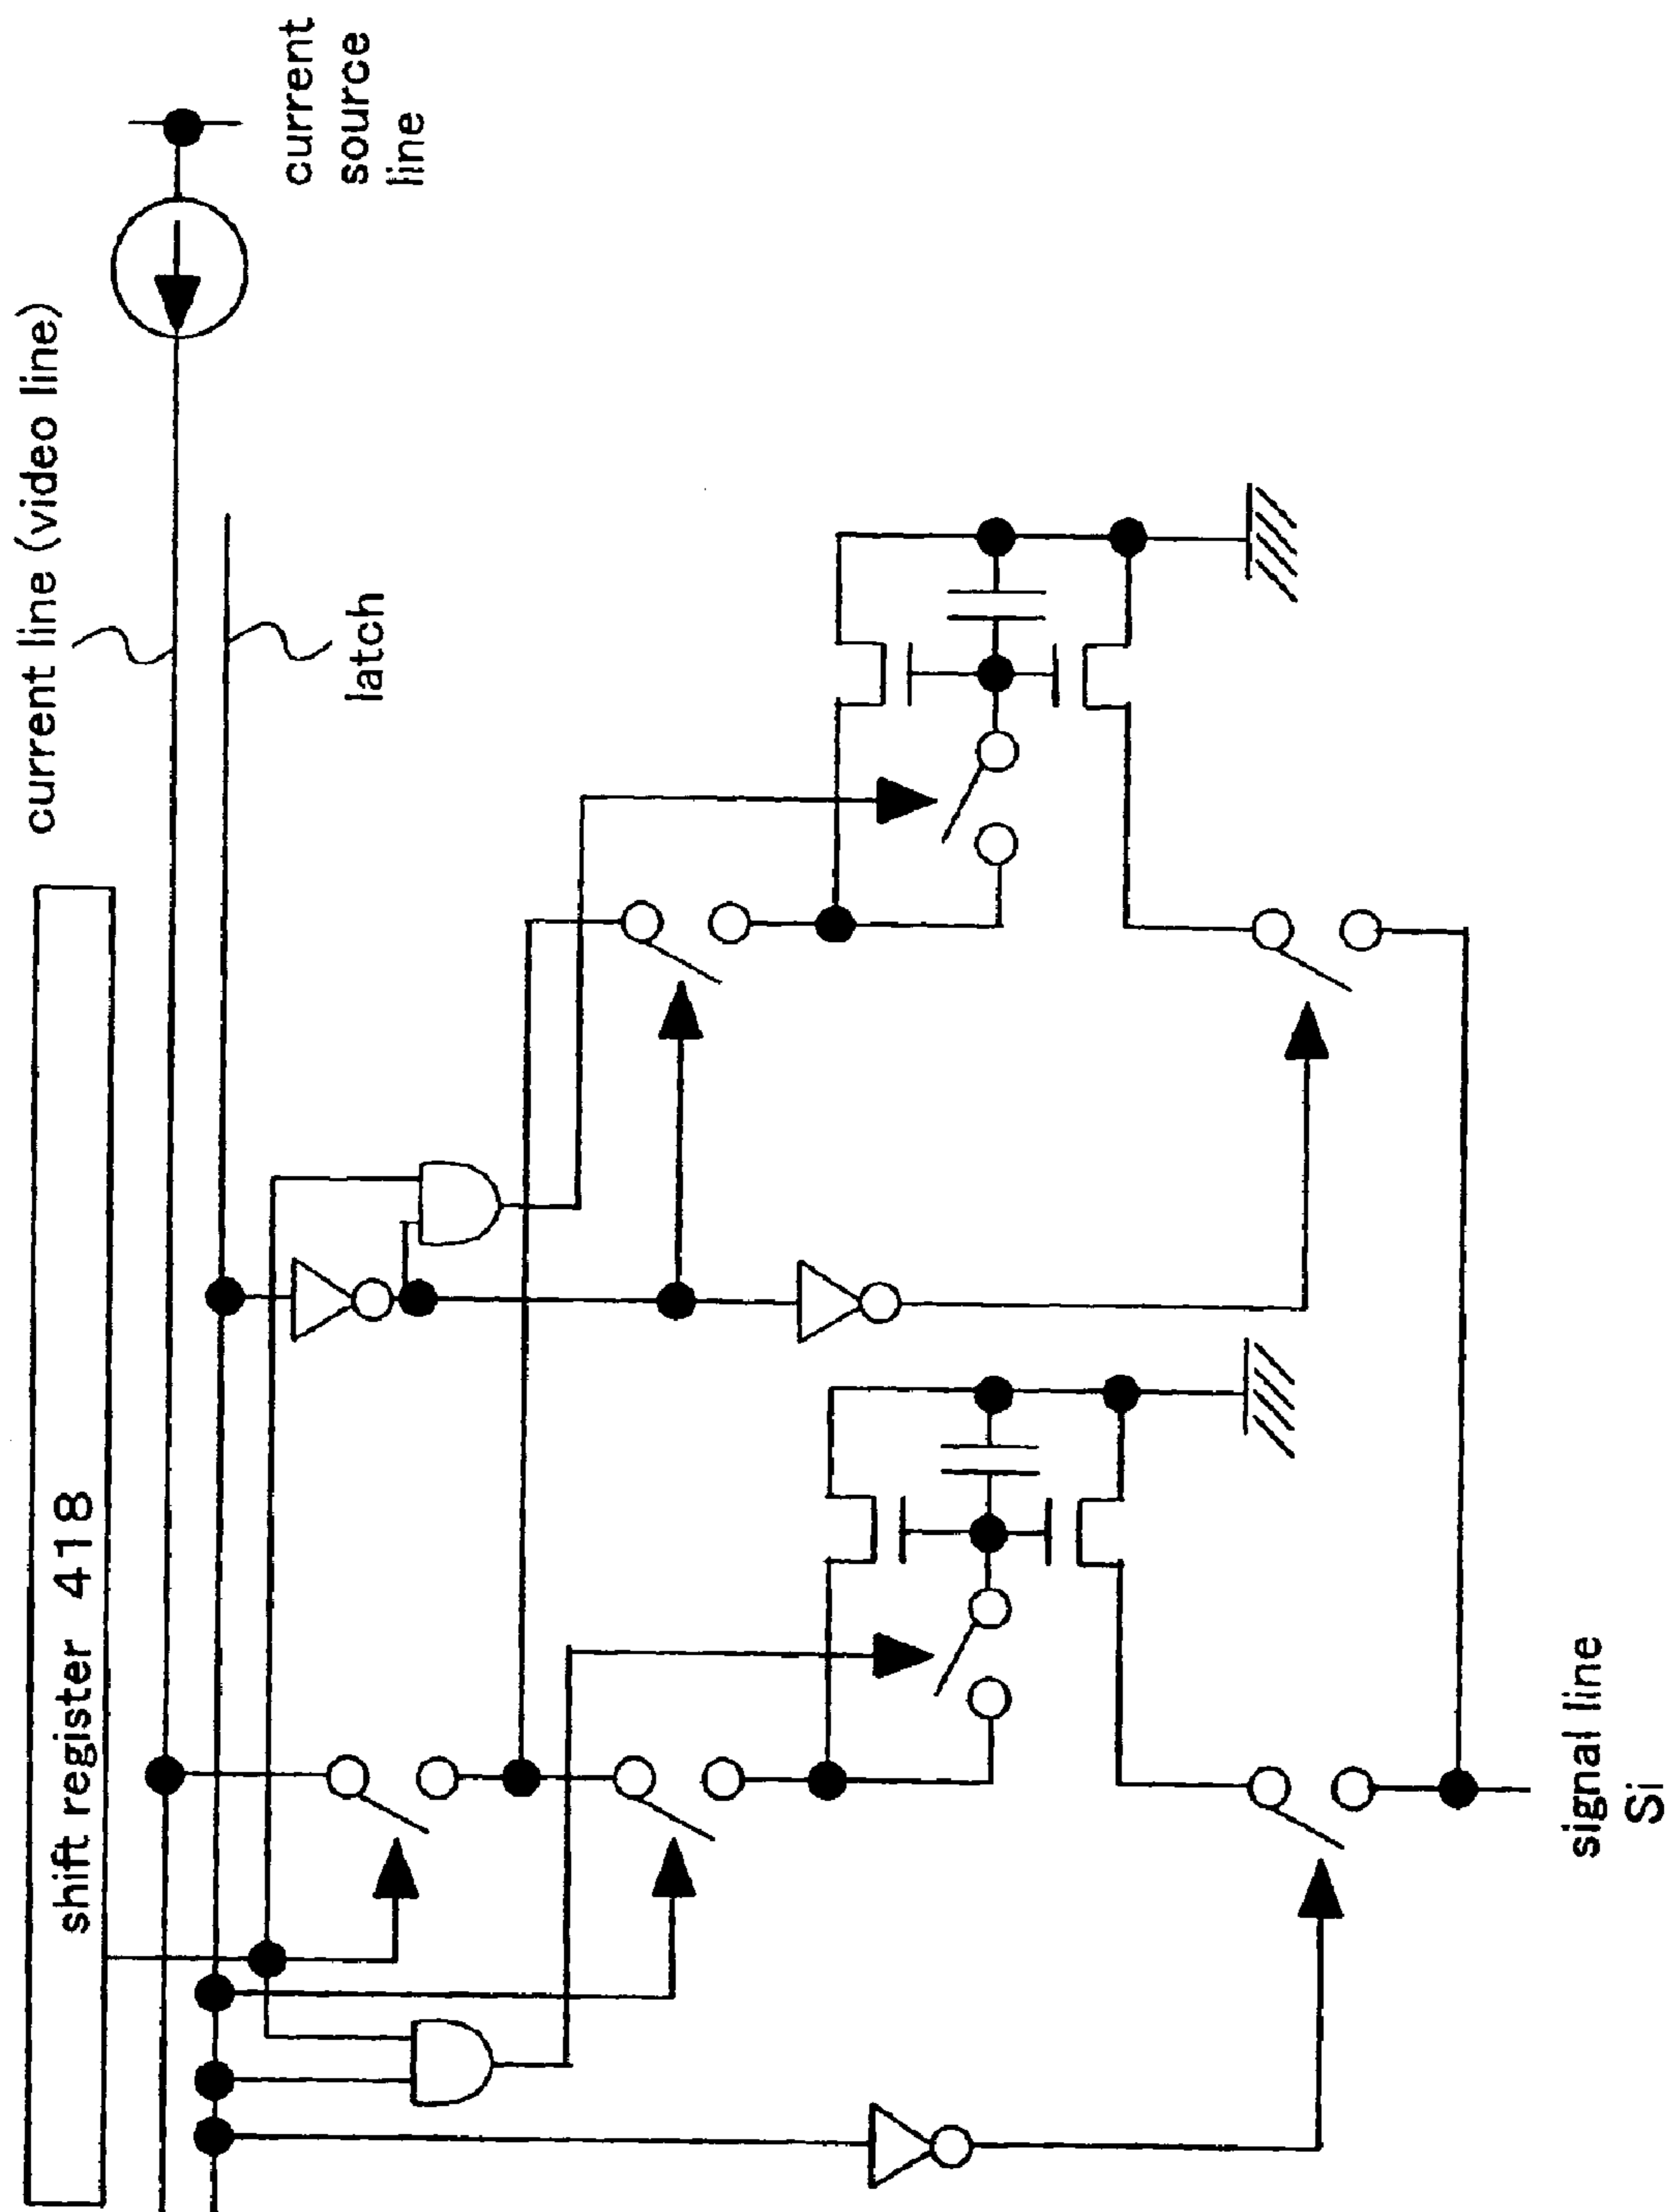 current line (video line)
current
source
line
latch
shift register 418
signal line
Si